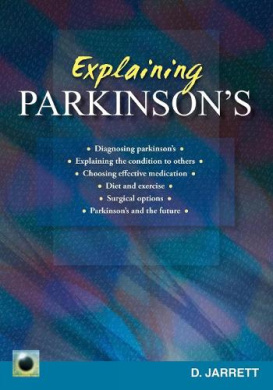 Explaining
PARKINSON'S
• Diagnosing parkinson's •
• Explaining the condition to others •
• Choosing effective medication •
• Diet and exercise •
• Surgical options •
• Parkinson's and the future •
D. JARRETT